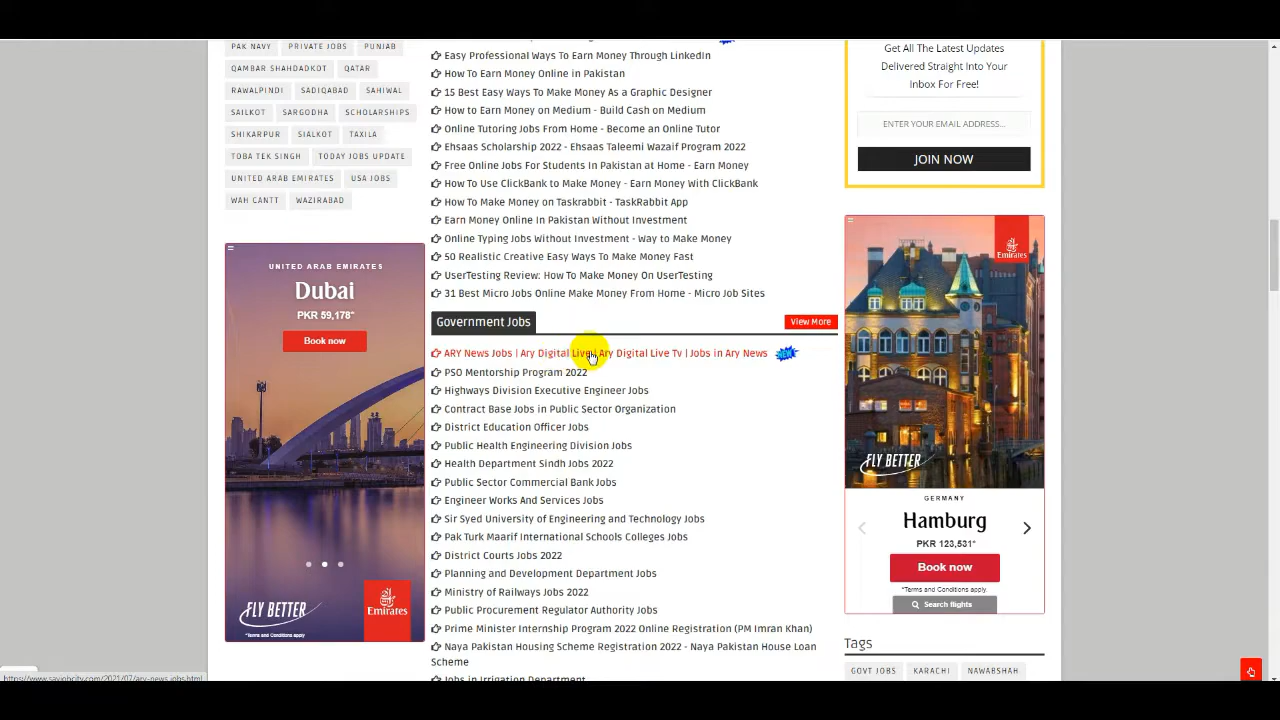 PAK NAVY PRIVATE JOBS PUNJAB
QAMBAR SHAHDADKOT QATAR
RAWALPINDI SADIQABAD SAHIWAL
SAILKOT SARGODHA SCHOLARSHIPS
SHIKARPUR SIALKOT TAXILA
TOBA TEK SINGH TODAY JOBS UPDATE
UNITED ARAB EMIRATES USA JOBS
WAH CANTT WAZIRABAD
UNITED ARAB EMIRATES
Dubai
PKR 59,178*
Book now
FLY BETTER
Emirates
*Terms and Conditions apply
Easy Professional Ways To Earn Money Through LinkedIn
How To Earn Money Online in Pakistan
15 Best Easy Ways To Make Money As a Graphic Designer
How to Earn Money on Medium - Build Cash on Medium
Online Tutoring Jobs From Home - Become an Online Tutor
Ehsaas Scholarship 2022 - Ehsaas Taleemi Wazaif Program 2022
Free Online Jobs For Students In Pakistan at Home - Earn Money
How To Use ClickBank to Make Money - Earn Money With ClickBank
How To Make Money on Taskrabbit - TaskRabbit App
Earn Money Online In Pakistan Without Investment
Online Typing Jobs Without Investment - Way to Make Money
50 Realistic Creative Easy Ways To Make Money Fast
UserTesting Review: How To Make Money On UserTesting
31 Best Micro Jobs Online Make Money From Home - Micro Job Sites
Government Jobs View More
ARY News Jobs | Ary Digital Live | Ary Digital Live Tv | Jobs in Ary News NEW
PSO Mentorship Program 2022
Highways Division Executive Engineer Jobs
Contract Base Jobs in Public Sector Organization
District Education Officer Jobs
Public Health Engineering Division Jobs
Health Department Sindh Jobs 2022
Public Sector Commercial Bank Jobs
Engineer Works And Services Jobs
Sir Syed University of Engineering and Technology Jobs
Pak Turk Maarif International Schools Colleges Jobs
District Courts Jobs 2022
Planning and Development Department Jobs
Ministry of Railways Jobs 2022
Public Procurement Regulator Authority Jobs
Prime Minister Internship Program 2022 Online Registration (PM Imran Khan)
Naya Pakistan Housing Scheme Registration 2022 - Naya Pakistan House Loan
Scheme
Jobs in Irrigation Department
Get All The Latest Updates
Delivered Straight Into Your
Inbox For Free!
ENTER YOUR EMAIL ADDRESS...
JOIN NOW
Emirates
FLY BETTER
GERMANY
Hamburg
PKR 123,531*
Book now
*Terms and Conditions apply.
Search flights
Tags
GOVT JOBS KARACHI NAWABSHAH